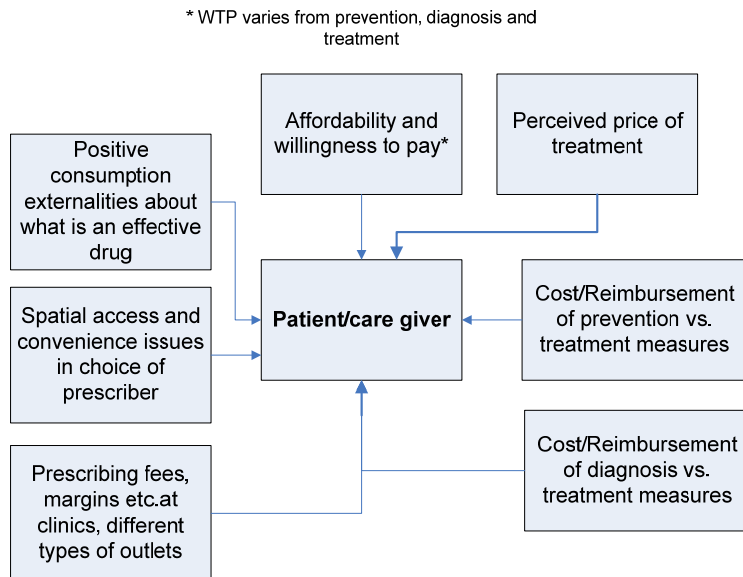 * WTP varies from prevention, diagnosis and
treatment
Affordability and
willingness to pay*
Perceived price of
treatment
Positive
consumption
externalities about
what is an effective
drug
Patient/care giver
Cost/Reimbursement
of prevention vs.
treatment measures
Spatial access and
convenience issues
in choice of
prescriber
Cost/Reimbursement
of diagnosis vs.
treatment measures
Prescribing fees,
margins etc.at
clinics, different
types of outlets